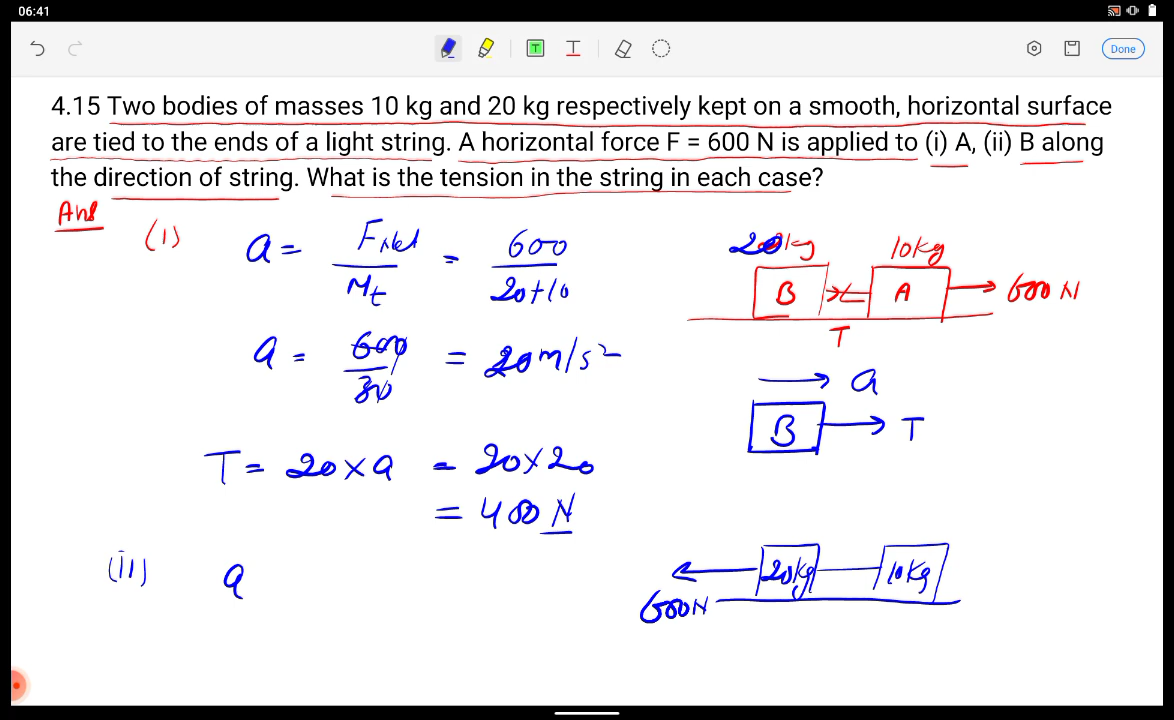 06:41
Done
4.15 Two bodies of masses 10 kg and 20 kg respectively kept on a smooth, horizontal surface
are tied to the ends of a light string. A horizontal force F = 600 N is applied to (i) A, (ii) B along
the direction of string. What is the tension in the string in each case?
Ans
(i) a = Fnet / Mt = 600 / 20+10
20kg 10kg
B A 600 N
T
a = 600 / 30 = 20 m/s²
a
B T
T = 20 × a = 20 × 20
= 400 N
(ii) a
20kg 10kg
600N